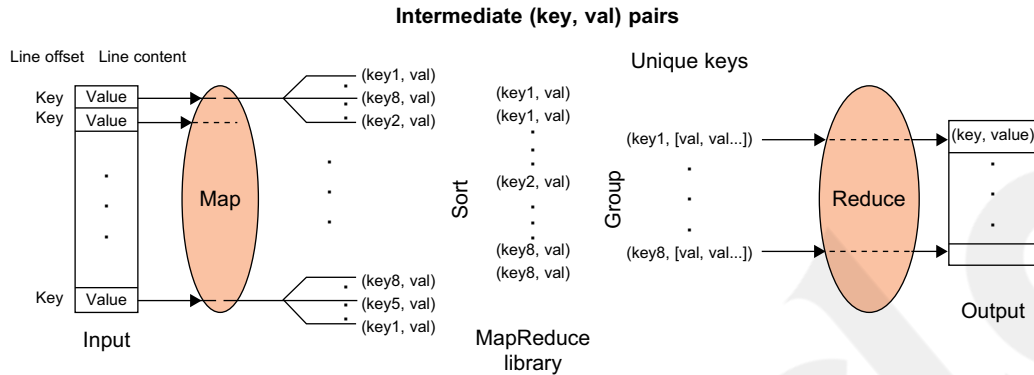 Intermediate (key, val) pairs
Line offset Line content
Key Value
Key Value
Key Value
Input
Map
(key1, val)
(key8, val)
(key2, val)
(key8, val)
(key5, val)
(key1, val)
Sort
(key1, val)
(key1, val)
(key2, val)
(key8, val)
(key8, val)
MapReduce
library
Group
Unique keys
(key1, [val, val...])
(key8, [val, val...])
Reduce
(key, value)
Output